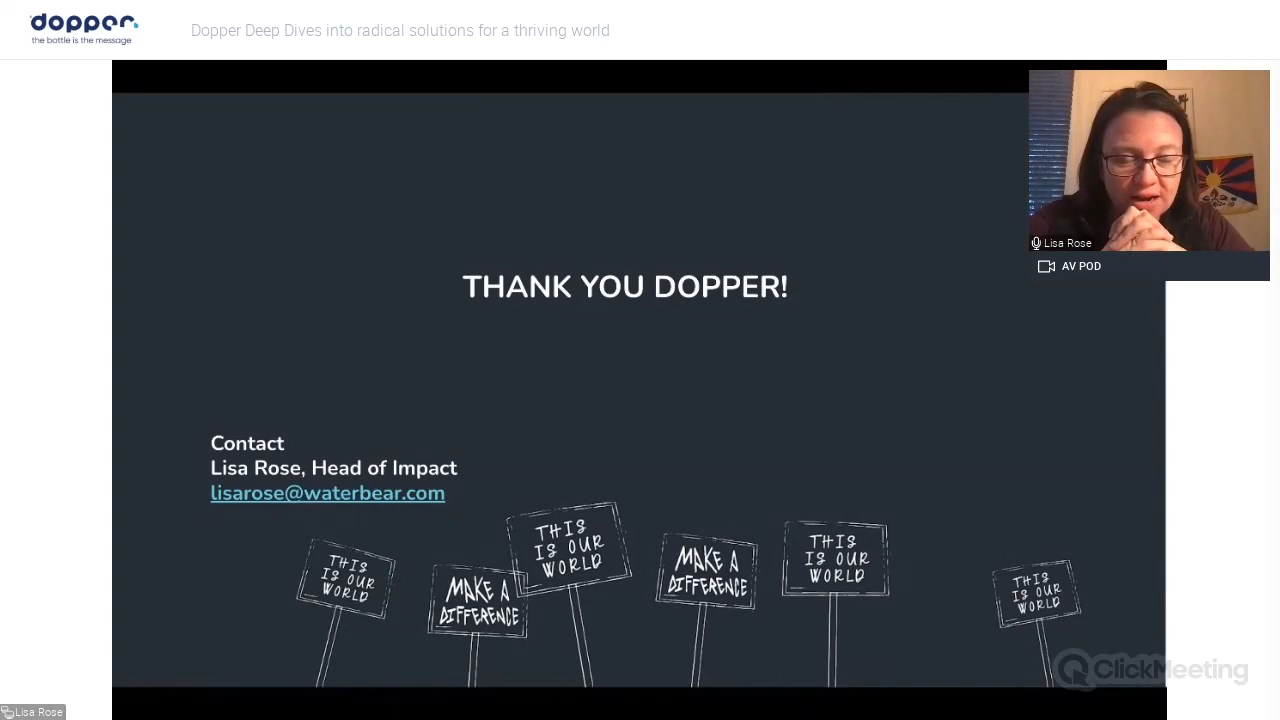 dopper.
the bottle is the message
Dopper Deep Dives into radical solutions for a thriving world
Lisa Rose
AV POD
THANK YOU DOPPER!
Contact
Lisa Rose, Head of Impact
lisarose@waterbear.com
THIS
IS OUR
WORLD
MAKE A
DIFFERENCE
THIS
IS OUR
WORLD
MAKE A
DIFFERENCE
THIS
IS OUR
WORLD
THIS
IS OUR
WORLD
ClickMeeting
Lisa Rose